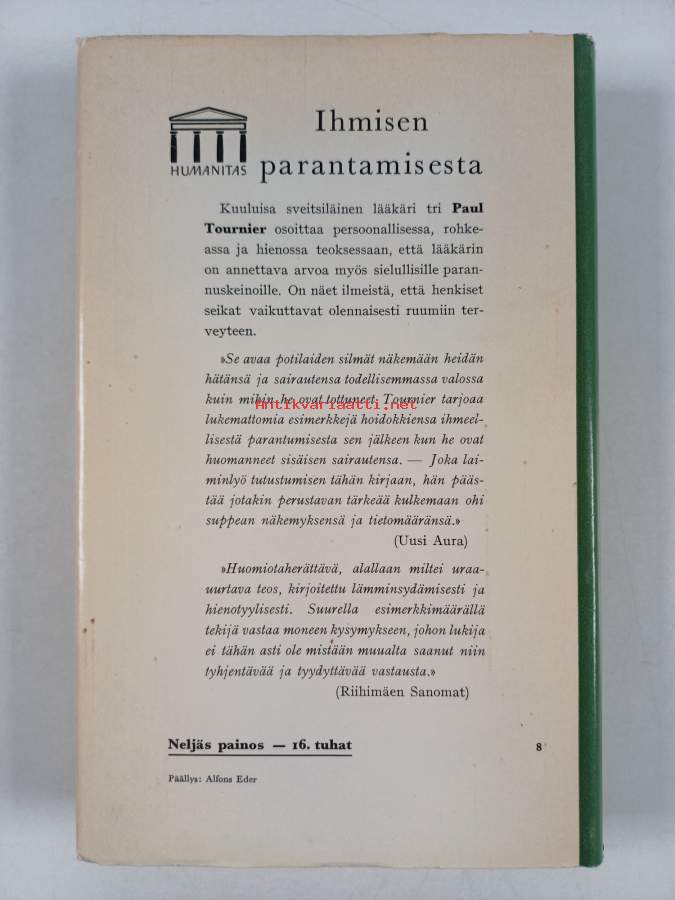 Ihmisen
HUMANITAS
parantamisesta
Kuuluisa sveitsiläinen lääkäri tri Paul
Tournier osoittaa persoonallisessa, rohke-
assa ja hienossa teoksessaan, että lääkärin
on annettava arvoa myös sielullisille paran-
nuskeinoille. On näet ilmeistä, että henkiset
seikat vaikuttavat olennaisesti ruumiin ter-
veyteen.
»Se avaa potilaiden silmät näkemään heidän
hätänsä ja sairautensa todellisemmassa valossa
kuin mihin he ovat tottuneet Tournier tarjoaa
Antikvariaatti.net
lukemattomia esimerkkejä hoidokkiensa ihmeel-
lisestä parantumisesta sen jälkeen kun he ovat
huomanneet sisäisen sairautensa. — Joka lai-
minlyö tutustumisen tähän kirjaan, hän pääs-
tää jotakin perustavan tärkeää kulkemaan ohi
suppean näkemyksensä ja tietomääränsä.»
(Uusi Aura)
»Huomiotaherättävä, alallaan miltei uraa-
uurtava teos, kirjoitettu lämminsydämisesti ja
hienotyylisesti. Suurella esimerkkimäärällä
tekijä vastaa moneen kysymykseen, johon lukija
ei tähän asti ole mistään muualta saanut niin
tyhjentävää ja tyydyttävää vastausta.»
(Riihimäen Sanomat)
Neljäs painos — 16. tuhat
8
Päällys: Alfons Eder